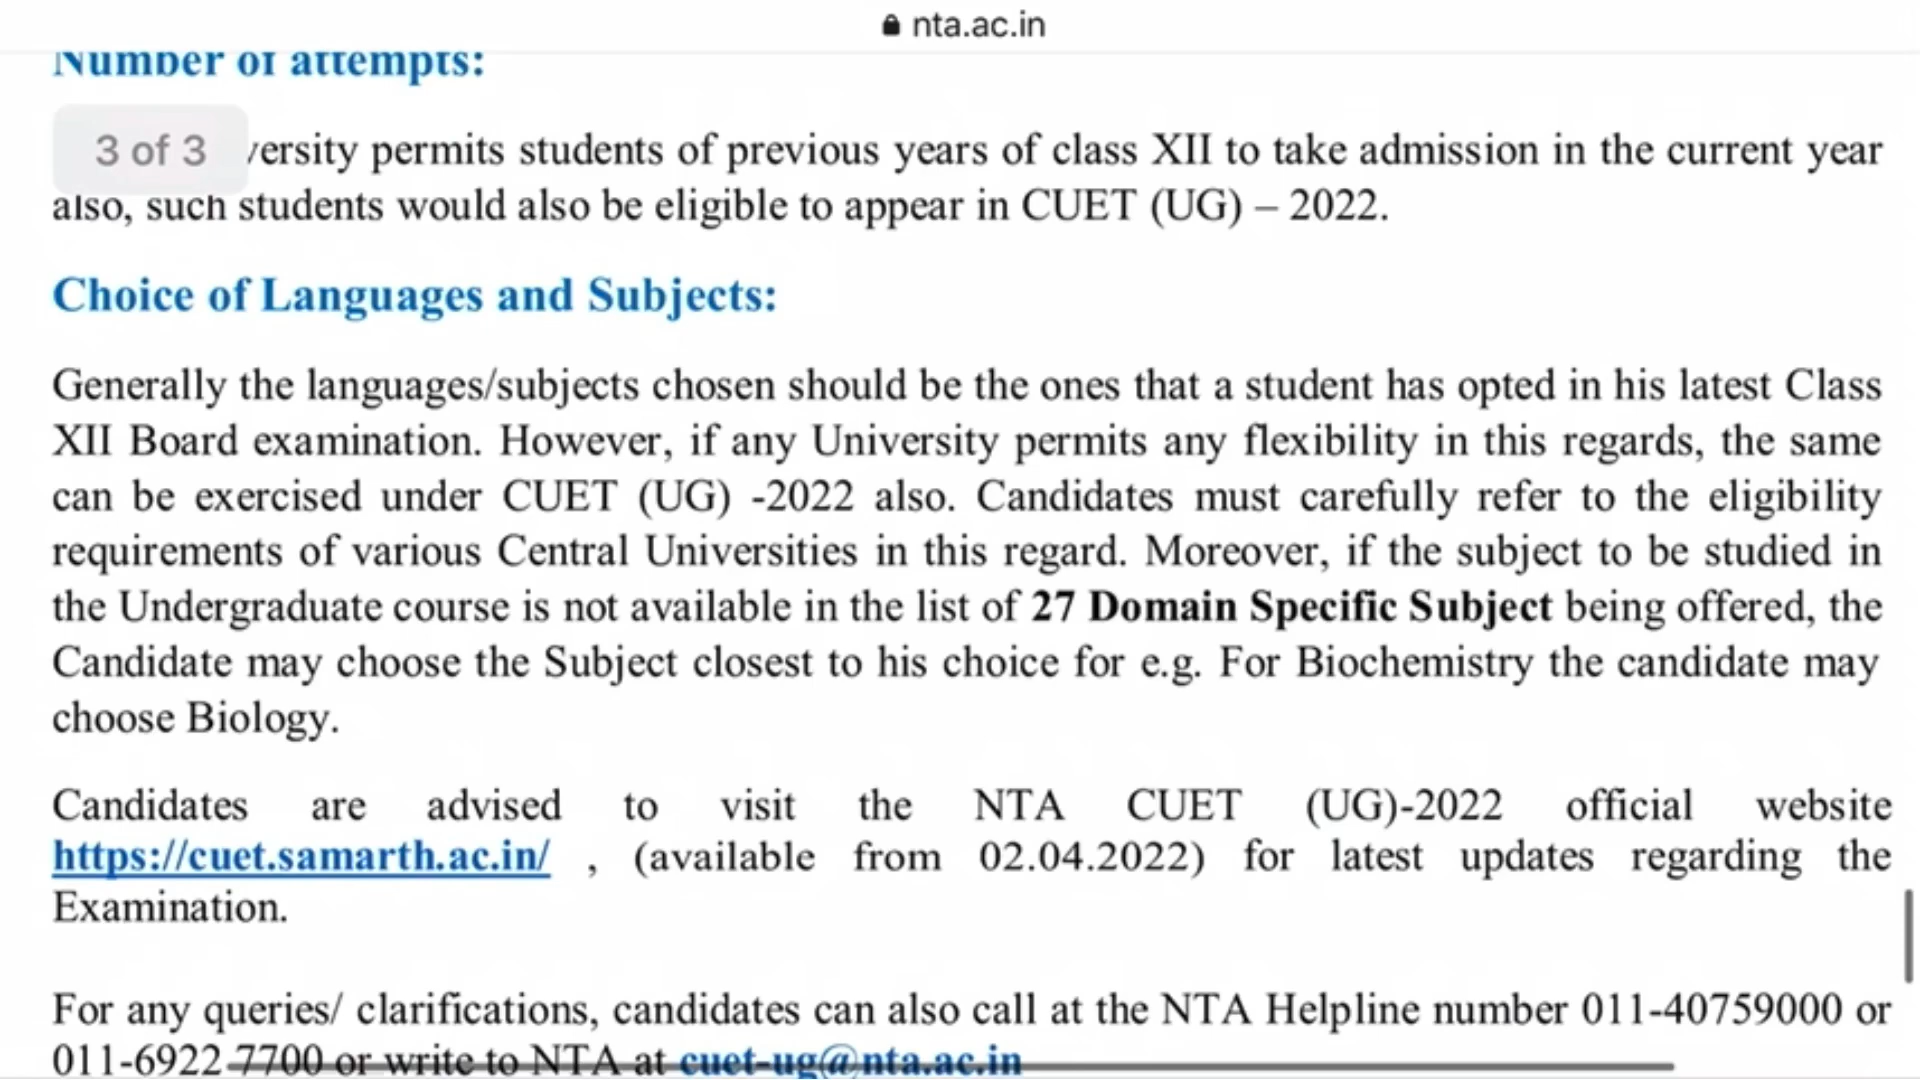 nta.ac.in
Number of attempts:
3 of 3 versity permits students of previous years of class XII to take admission in the current year
also, such students would also be eligible to appear in CUET (UG) – 2022.
Choice of Languages and Subjects:
Generally the languages/subjects chosen should be the ones that a student has opted in his latest Class
XII Board examination. However, if any University permits any flexibility in this regards, the same
can be exercised under CUET (UG) -2022 also. Candidates must carefully refer to the eligibility
requirements of various Central Universities in this regard. Moreover, if the subject to be studied in
the Undergraduate course is not available in the list of 27 Domain Specific Subject being offered, the
Candidate may choose the Subject closest to his choice for e.g. For Biochemistry the candidate may
choose Biology.
Candidates are advised to visit the NTA CUET (UG)-2022 official website
https://cuet.samarth.ac.in/ , (available from 02.04.2022) for latest updates regarding the
Examination.
For any queries/ clarifications, candidates can also call at the NTA Helpline number 011-40759000 or
011-6922 7700 or write to NTA at cuet-ug@nta.ac.in